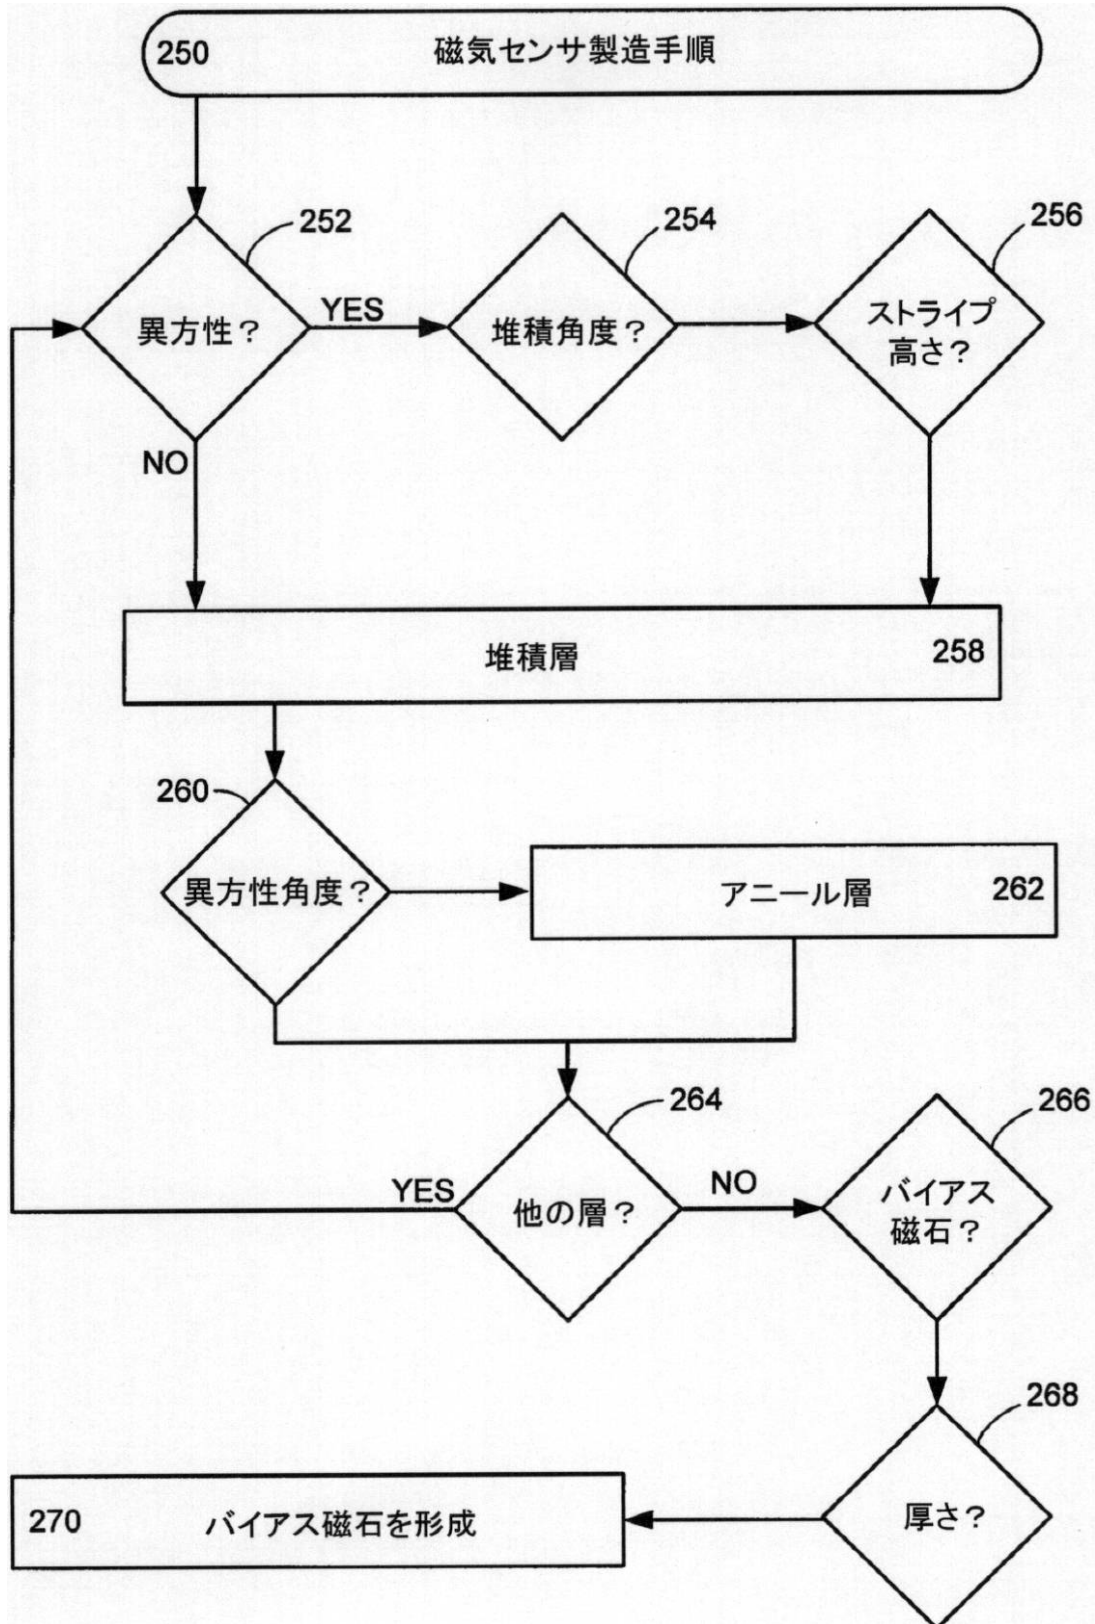 250 磁気センサ製造手順
252
254
256
異方性？
YES
堆積角度？
ストライプ
高さ？
NO
堆積層 258
260
異方性角度？
アニール層 262
264
266
YES
他の層？
NO
バイアス
磁石？
268
厚さ？
270 バイアス磁石を形成